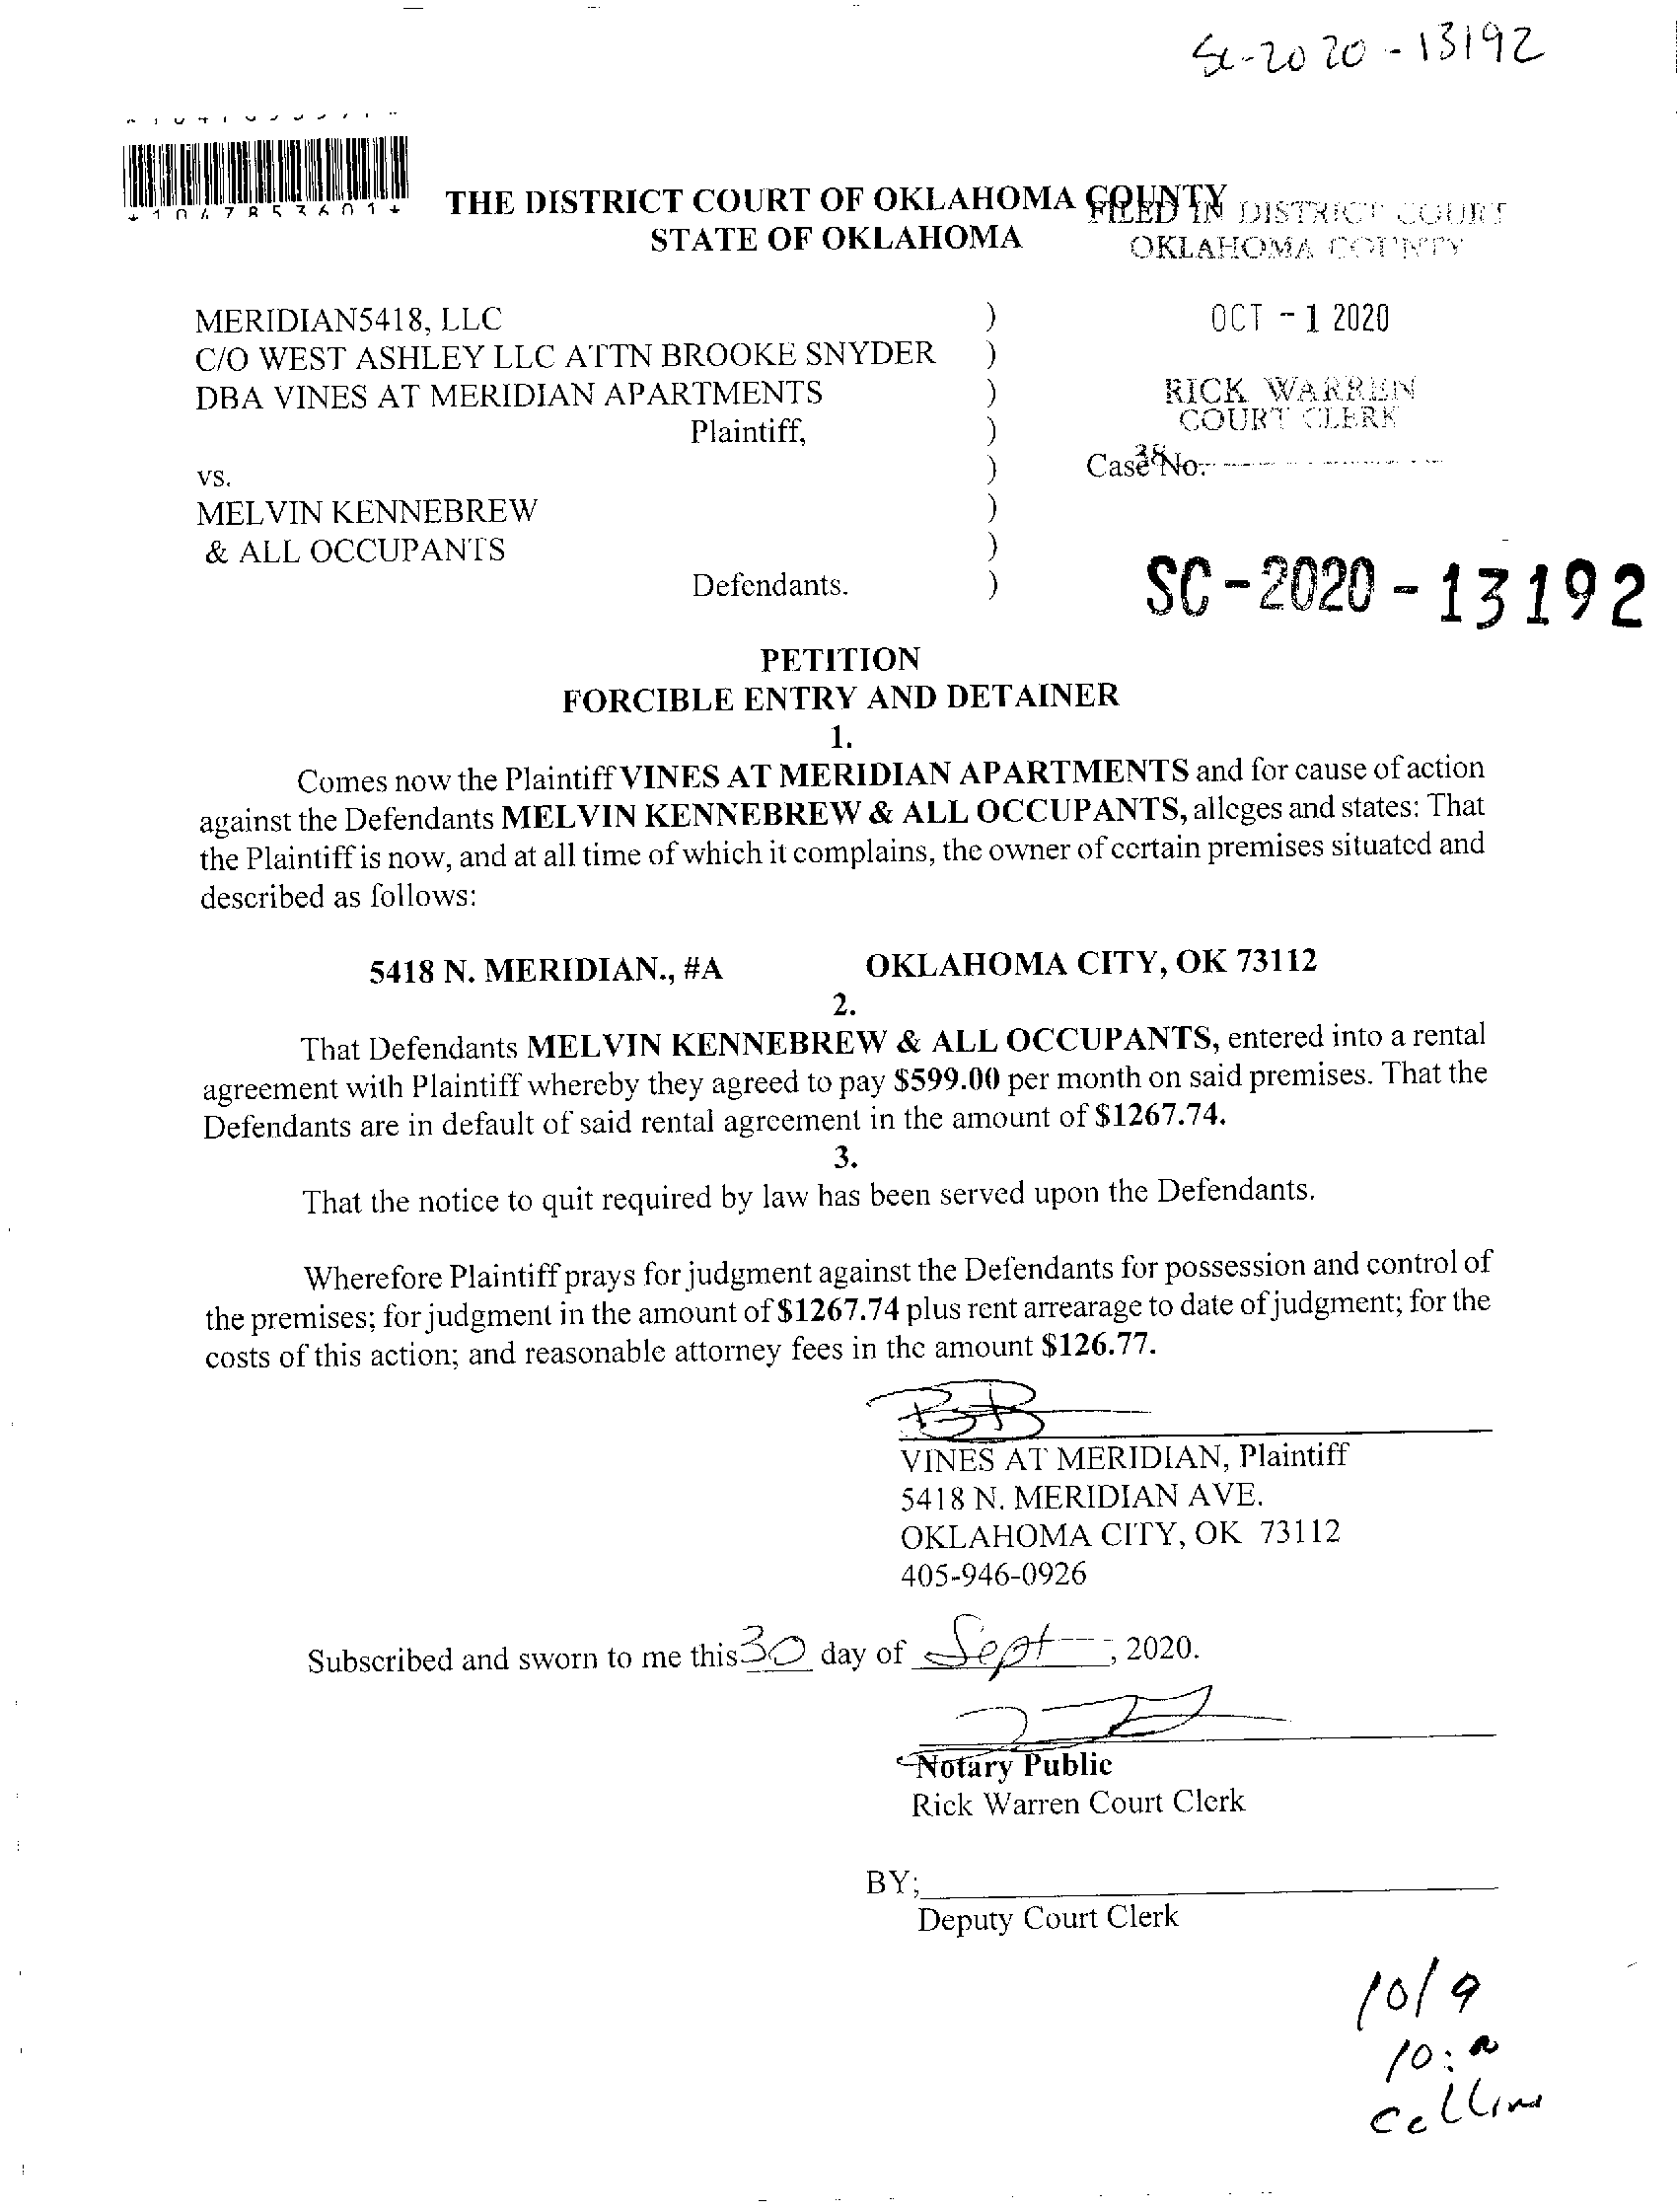 SC-2020-13192
*1047853601*
THE DISTRICT COURT OF OKLAHOMA COUNTY
STATE OF OKLAHOMA
FILED IN DISTRICT COURT
OKLAHOMA COUNTY
MERIDIAN5418, LLC )
OCT - 1 2020
C/O WEST ASHLEY LLC ATTN BROOKE SNYDER )
DBA VINES AT MERIDIAN APARTMENTS )
RICK WARREN
COURT CLERK
Plaintiff, )
38
Case No.
vs. )
MELVIN KENNEBREW )
& ALL OCCUPANTS )
Defendants. )
SC-2020-13192
PETITION
FORCIBLE ENTRY AND DETAINER
1.
Comes now the Plaintiff VINES AT MERIDIAN APARTMENTS and for cause of action
against the Defendants MELVIN KENNEBREW & ALL OCCUPANTS, alleges and states: That
the Plaintiff is now, and at all time of which it complains, the owner of certain premises situated and
described as follows:
5418 N. MERIDIAN., #A OKLAHOMA CITY, OK 73112
2.
That Defendants MELVIN KENNEBREW & ALL OCCUPANTS, entered into a rental
agreement with Plaintiff whereby they agreed to pay $599.00 per month on said premises. That the
Defendants are in default of said rental agreement in the amount of $1267.74.
3.
That the notice to quit required by law has been served upon the Defendants.
Wherefore Plaintiff prays for judgment against the Defendants for possession and control of
the premises; for judgment in the amount of $1267.74 plus rent arrearage to date of judgment; for the
costs of this action; and reasonable attorney fees in the amount $126.77.
VINES AT MERIDIAN, Plaintiff
5418 N. MERIDIAN AVE.
OKLAHOMA CITY, OK 73112
405-946-0926
Subscribed and sworn to me this 30 day of Sept, 2020.
Notary Public
Rick Warren Court Clerk
BY;
Deputy Court Clerk
10/9
10: